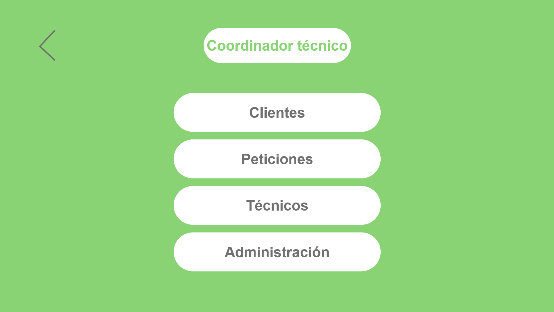 Coordinador técnico
Clientes
Peticiones
Técnicos
Administración